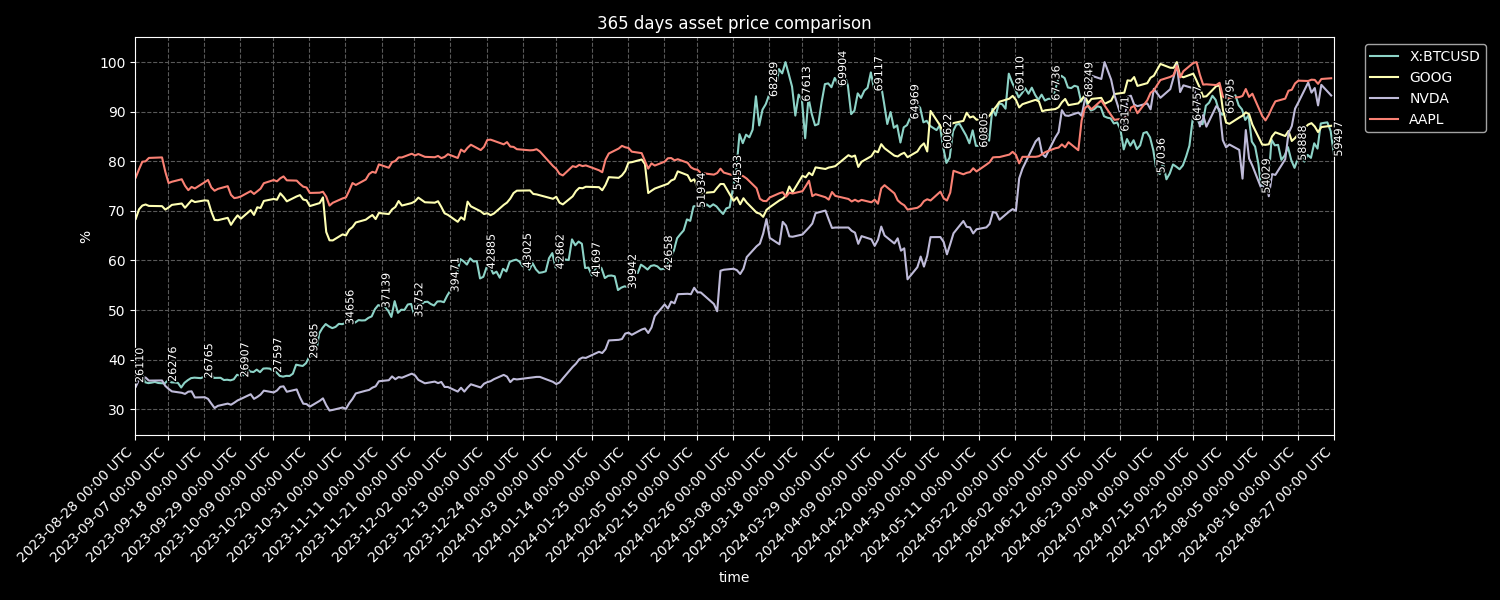 365 days asset price comparison
X:BTCUSD
GOOG
NVDA
AAPL
%
100
90
80
70
60
50
40
30
26110
26276
26765
26907
27597
29685
34656
37139
35752
39471
42885
43025
42862
41697
39942
42658
51934
54533
68289
67613
69904
69117
64969
60622
60805
69110
67736
68249
63171
57036
64757
65795
54029
58888
59497
2023-08-28 00:00 UTC
2023-09-07 00:00 UTC
2023-09-18 00:00 UTC
2023-09-29 00:00 UTC
2023-10-09 00:00 UTC
2023-10-20 00:00 UTC
2023-10-31 00:00 UTC
2023-11-11 00:00 UTC
2023-11-21 00:00 UTC
2023-12-02 00:00 UTC
2023-12-13 00:00 UTC
2023-12-24 00:00 UTC
2024-01-03 00:00 UTC
2024-01-14 00:00 UTC
2024-01-25 00:00 UTC
2024-02-05 00:00 UTC
2024-02-15 00:00 UTC
2024-02-26 00:00 UTC
2024-03-08 00:00 UTC
2024-03-18 00:00 UTC
2024-03-29 00:00 UTC
2024-04-09 00:00 UTC
2024-04-20 00:00 UTC
2024-04-30 00:00 UTC
2024-05-11 00:00 UTC
2024-05-22 00:00 UTC
2024-06-02 00:00 UTC
2024-06-12 00:00 UTC
2024-06-23 00:00 UTC
2024-07-04 00:00 UTC
2024-07-15 00:00 UTC
2024-07-25 00:00 UTC
2024-08-05 00:00 UTC
2024-08-16 00:00 UTC
2024-08-27 00:00 UTC
time